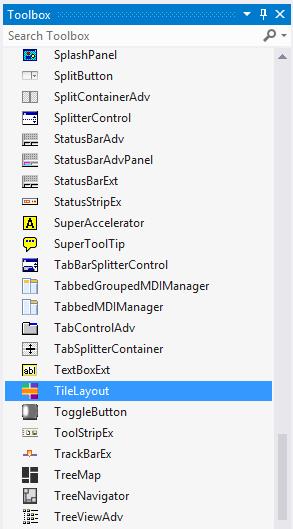 Toolbox
Search Toolbox
SplashPanel
SplitButton
SplitContainerAdv
SplitterControl
StatusBarAdv
StatusBarAdvPanel
StatusBarExt
StatusStripEx
SuperAccelerator
SuperToolTip
TabBarSplitterControl
TabbedGroupedMDIManager
TabbedMDIManager
TabControlAdv
TabSplitterContainer
abl TextBoxExt
TileLayout
ToggleButton
ToolStripEx
TrackBarEx
TreeMap
TreeNavigator
TreeViewAdv